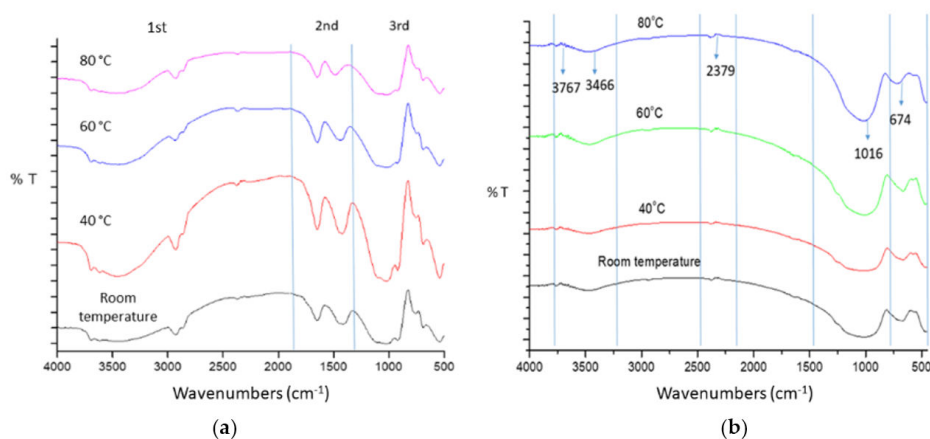 1st 2nd 3rd
80 °C
60 °C
% T
40 °C
Room
temperature
4000 3500 3000 2500 2000 1500 1000 500
Wavenumbers (cm⁻¹)
(a)
80°C
3767 3466 2379 674
1016
60°C
% T
40°C
Room temperature
4000 3500 3000 2500 2000 1500 1000 500
Wavenumbers (cm⁻¹)
(b)